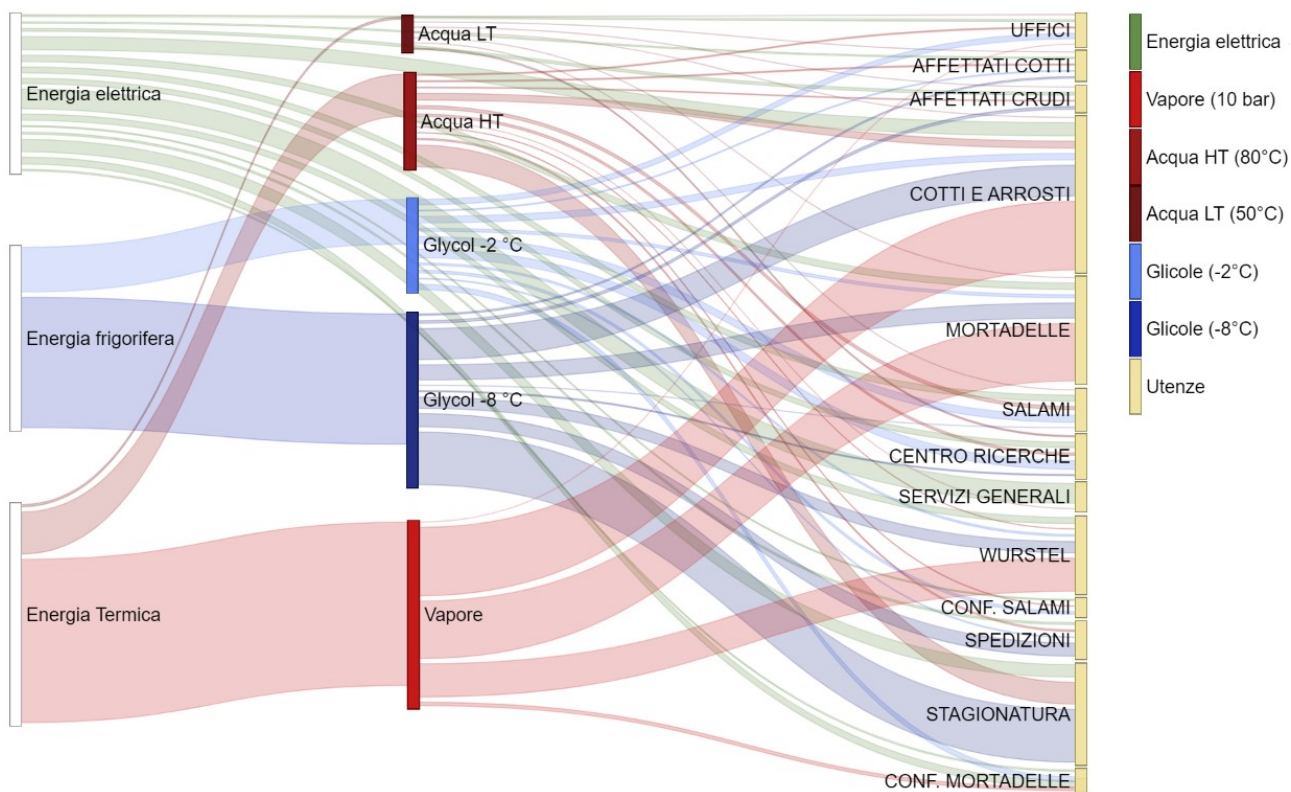 Energia elettrica
Energia frigorifera
Energia Termica
Acqua LT
Acqua HT
Glycol -2 °C
Glycol -8 °C
Vapore
UFFICI
AFFETTATI COTTI
AFFETTATI CRUDI
COTTI E ARROSTI
MORTADELLE
SALAMI
CENTRO RICERCHE
SERVIZI GENERALI
WURSTEL
CONF. SALAMI
SPEDIZIONI
STAGIONATURA
CONF. MORTADELLE
Energia elettrica
Vapore (10 bar)
Acqua HT (80°C)
Acqua LT (50°C)
Glicole (-2°C)
Glicole (-8°C)
Utenze